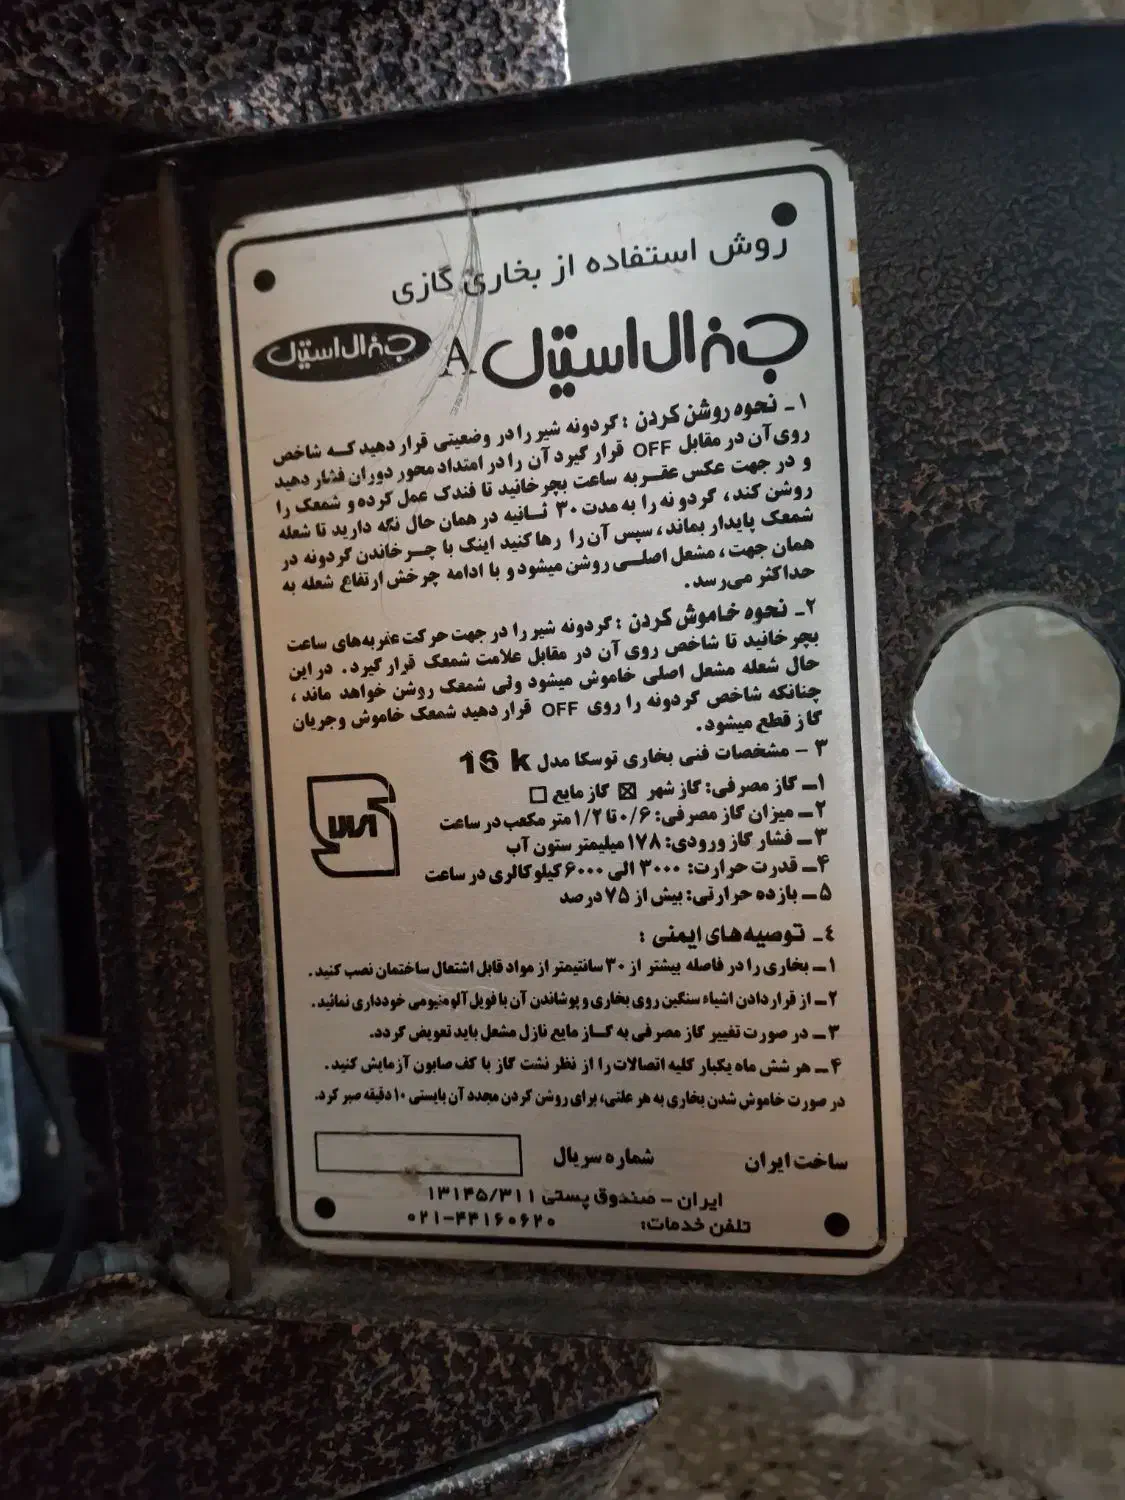 روش استفاده از بخاری گازی
جنرال استیل A جنرال استیل
۱ـ نحوه روشن کردن : گردونه شیر را در وضعیتی قرار دهید کـه شاخص
روی آن در مقابل OFF قرار گیرد آن را در امتداد محور دوران فشار دهید
و در جهت عکس عقـربه ساعت بچرخانید تا فندک عمل کرده و شمعک را
روشن کند، گردونه را به مدت ۳۰ ثـانیه در همان حال نگه دارید تا شعله
شمعک پایدار بماند، سپس آن را رها کنید اینک با چـرخاندن گردونه در
همان جهت، مشعل اصلـی روشن میشود و با ادامه چرخش ارتفاع شعله به
حداکثر می‌رسد.
۲ـ نحوه خاموش کردن : گردونه شیر را در جهت حرکت عقربه‌های ساعت
بچرخانید تا شاخص روی آن در مقابل علامت شمعک قرار گیرد. در این
حال شعله مشعل اصلی خاموش میشود ولی شمعک روشن خواهد ماند،
چنانکه شاخص گردونه را روی OFF قرار دهید شمعک خاموش و جریان
گاز قطع میشود.
۳ - مشخصات فنی بخاری توسکا مدل 16 k
۱ـ گاز مصرفی: گاز شهر ☒ گاز مایع ☐
۲ـ میزان گاز مصرفی: ۰/۶ تا ۱/۲ متر مکعب در ساعت
۳ـ فشار گاز ورودی: ۱۷۸ میلیمتر ستون آب
۴ـ قدرت حرارت: ۳۰۰۰ الی ۶۰۰۰ کیلو کالری در ساعت
۵ـ بازده حرارتی: بیش از ۷۵ درصد
٤ـ توصیه‌های ایمنی :
۱ـ بخاری را در فاصله بیشتر از ۳۰ سانتیمتر از مواد قابل اشتعال ساختمان نصب کنید.
۲ـ از قرار دادن اشیاء سنگین روی بخاری و پوشاندن آن با فویل آلومینیومی خودداری نمائید.
۳ـ در صورت تغییر گاز مصرفی به گـاز مایع نازل مشعل باید تعویض گردد.
۴ـ هر شش ماه یکبار کلیه اتصالات را از نظر نشت گاز با کف صابون آزمایش کنید.
در صورت خاموش شدن بخاری به هر علتی، برای روشن کردن مجدد آن بایستی ۱۰ دقیقه صبر کرد.
ساخت ایران شماره سریال
ایران - صندوق پستی ۱۳۱۴۵/۳۱۱
تلفن خدمات: ۰۲۱-۴۴۱۶۰۶۲۰